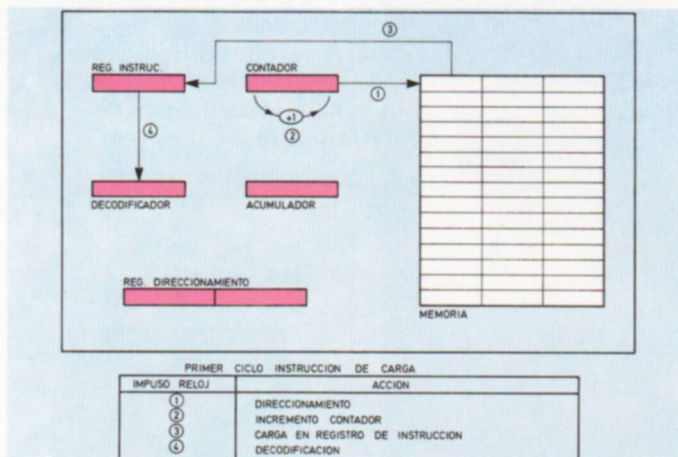 ③
REG. INSTRUC. CONTADOR
①
+1
②
④
DECODIFICADOR ACUMULADOR
REG. DIRECCIONAMIENTO
MEMORIA
PRIMER CICLO INSTRUCCION DE CARGA
IMPUSO RELOJ ACCION
① DIRECCIONAMIENTO
② INCREMENTO CONTADOR
③ CARGA EN REGISTRO DE INSTRUCCION
④ DECODIFICACION